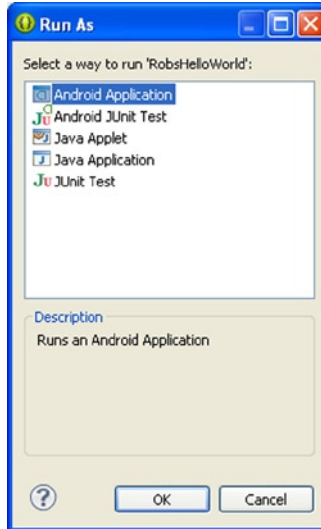 Run As
Select a way to run 'RobsHelloWorld':
Android Application
Android JUnit Test
Java Applet
Java Application
JUnit Test
Description
Runs an Android Application
OK
Cancel